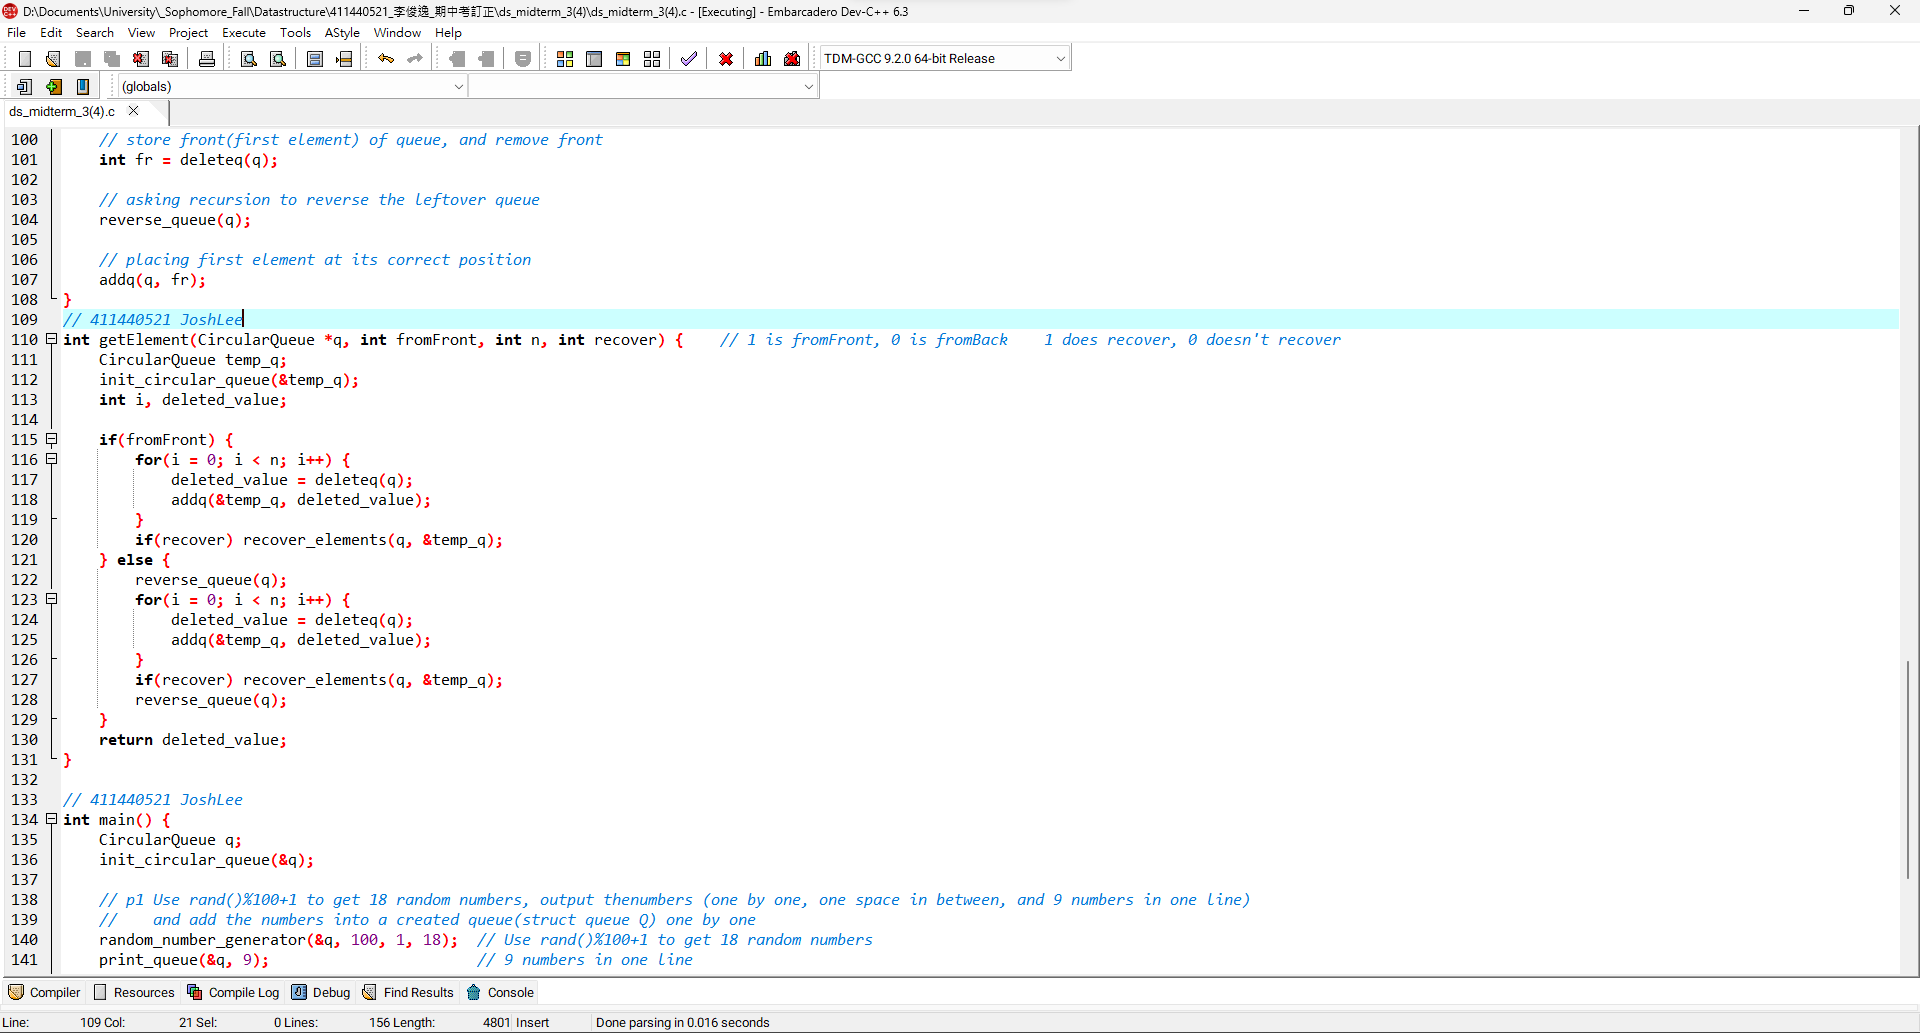 D:\Documents\University\_Sophomore_Fall\Datastructure\411440521_李俊逸_期中考訂正\ds_midterm_3(4)\ds_midterm_3(4).c - [Executing] - Embarcadero Dev-C++ 6.3
File Edit Search View Project Execute Tools AStyle Window Help
TDM-GCC 9.2.0 64-bit Release
(globals)
ds_midterm_3(4).c
100     // store front(first element) of queue, and remove front
101     int fr = deleteq(q);
102
103     // asking recursion to reverse the leftover queue
104     reverse_queue(q);
105
106     // placing first element at its correct position
107     addq(q, fr);
108 }
109 // 411440521 JoshLee
110 int getElement(CircularQueue *q, int fromFront, int n, int recover) {    // 1 is fromFront, 0 is fromBack    1 does recover, 0 doesn't recover
111     CircularQueue temp_q;
112     init_circular_queue(&temp_q);
113     int i, deleted_value;
114
115     if(fromFront) {
116         for(i = 0; i < n; i++) {
117             deleted_value = deleteq(q);
118             addq(&temp_q, deleted_value);
119         }
120         if(recover) recover_elements(q, &temp_q);
121     } else {
122         reverse_queue(q);
123         for(i = 0; i < n; i++) {
124             deleted_value = deleteq(q);
125             addq(&temp_q, deleted_value);
126         }
127         if(recover) recover_elements(q, &temp_q);
128         reverse_queue(q);
129     }
130     return deleted_value;
131 }
132
133 // 411440521 JoshLee
134 int main() {
135     CircularQueue q;
136     init_circular_queue(&q);
137
138     // p1 Use rand()%100+1 to get 18 random numbers, output thenumbers (one by one, one space in between, and 9 numbers in one line)
139     //    and add the numbers into a created queue(struct queue Q) one by one
140     random_number_generator(&q, 100, 1, 18);  // Use rand()%100+1 to get 18 random numbers
141     print_queue(&q, 9);                       // 9 numbers in one line
Compiler Resources Compile Log Debug Find Results Console
Line: 109 Col: 21 Sel: 0 Lines: 156 Length: 4801 Insert Done parsing in 0.016 seconds